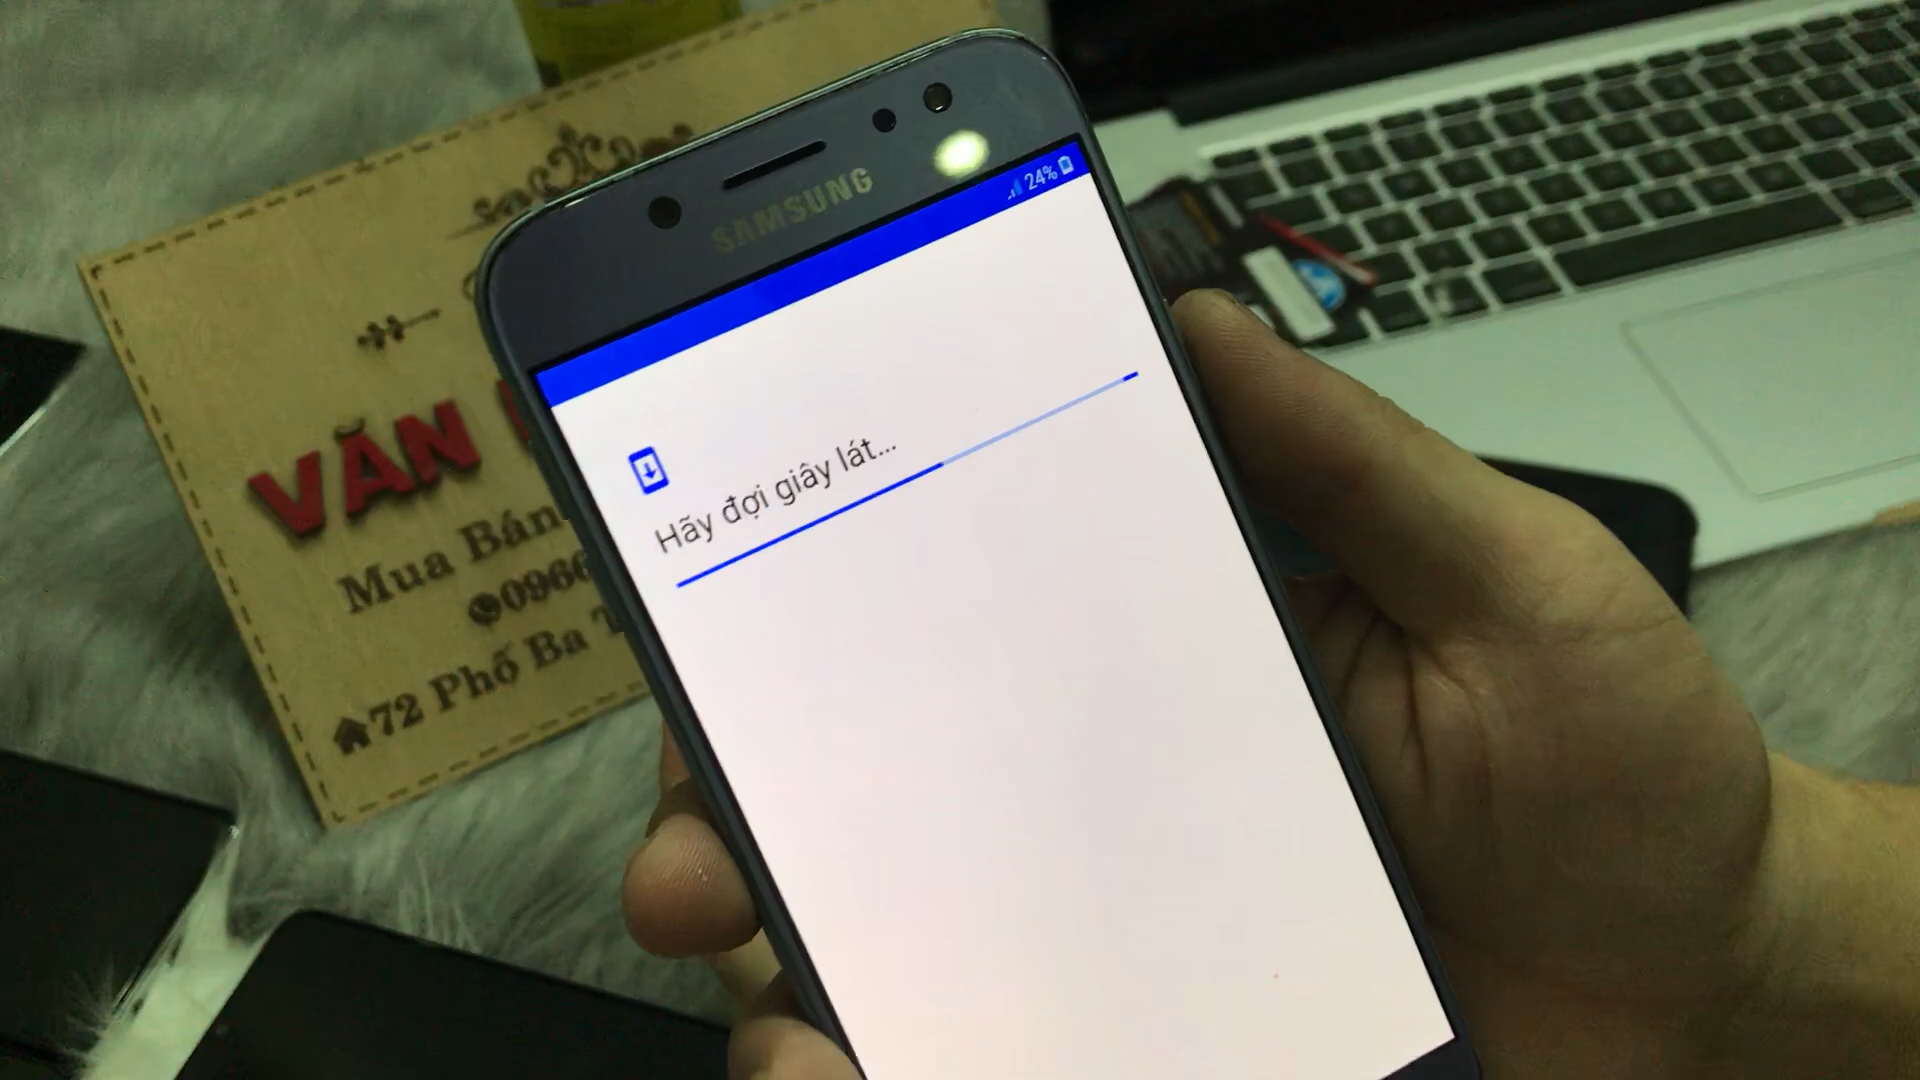 SAMSUNG
24%
Hãy đợi giây lát...
VĂN
Mua Bán
0966
72 Phố Ba